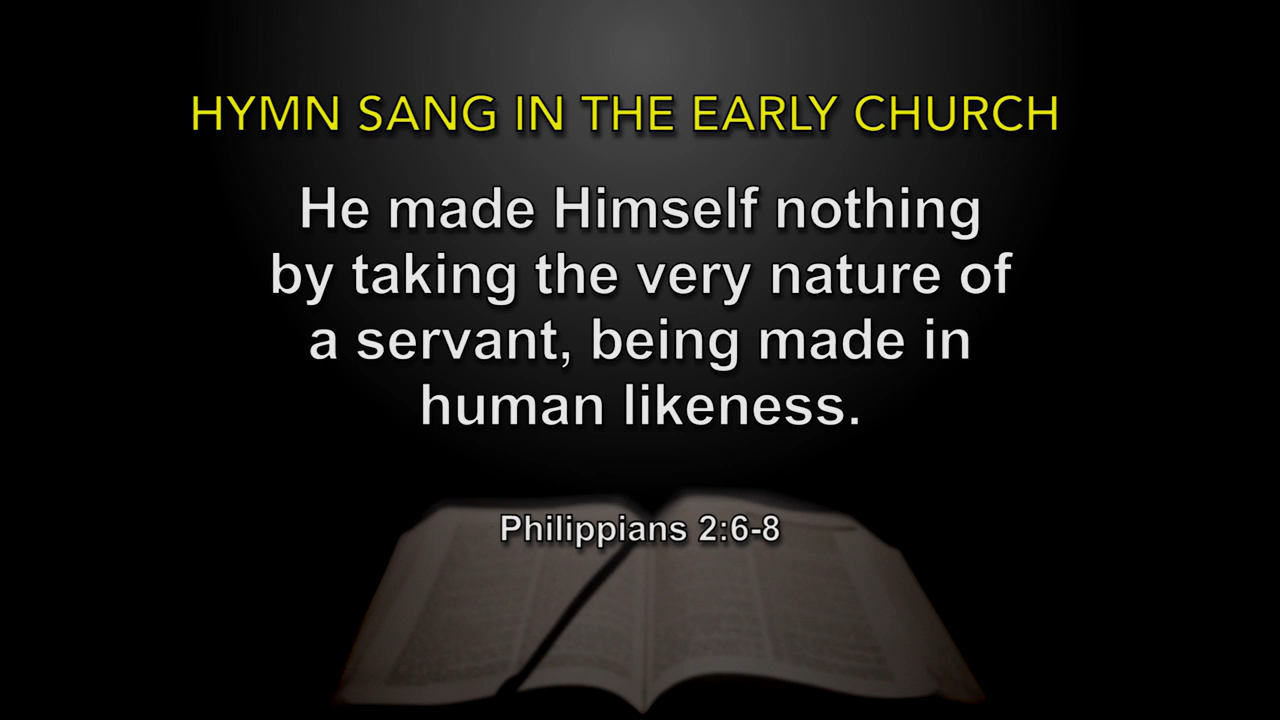 HYMN SANG IN THE EARLY CHURCH
He made Himself nothing
by taking the very nature of
a servant, being made in
human likeness.
Philippians 2:6-8